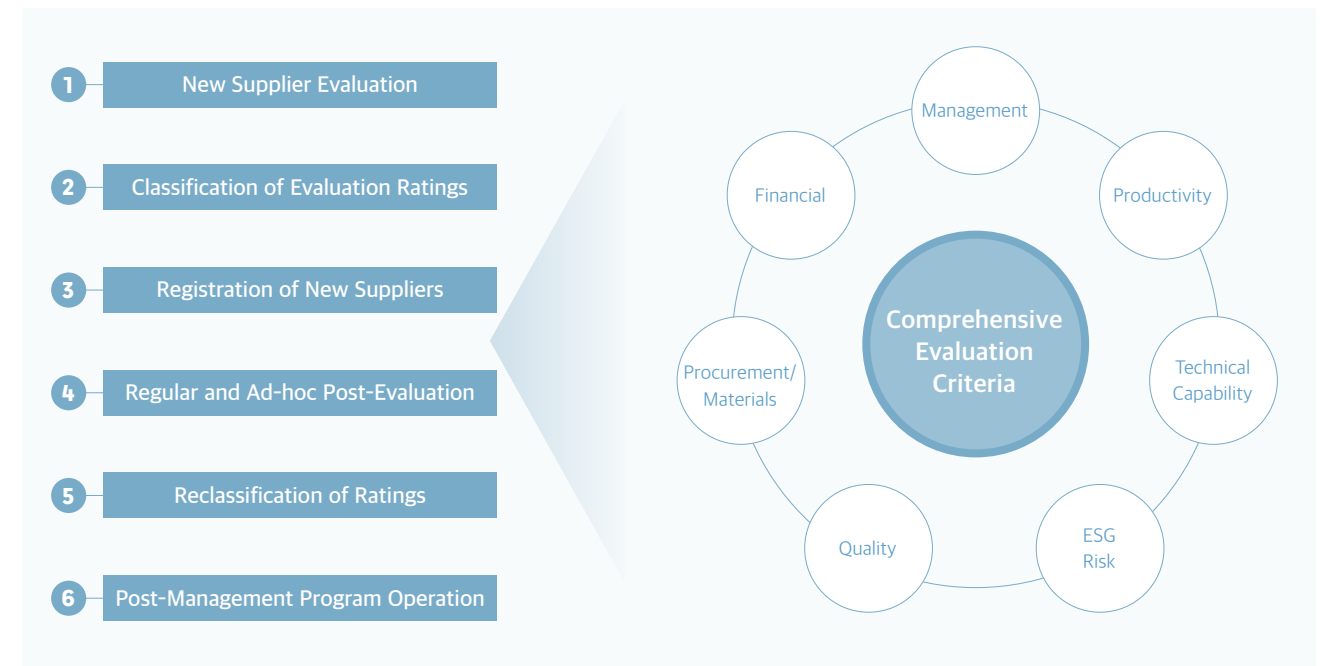 1
New Supplier Evaluation
2
Classification of Evaluation Ratings
3
Registration of New Suppliers
4
Regular and Ad-hoc Post-Evaluation
5
Reclassification of Ratings
6
Post-Management Program Operation
Management
Financial
Productivity
Comprehensive
Evaluation
Criteria
Procurement/
Materials
Technical
Capability
Quality
ESG
Risk